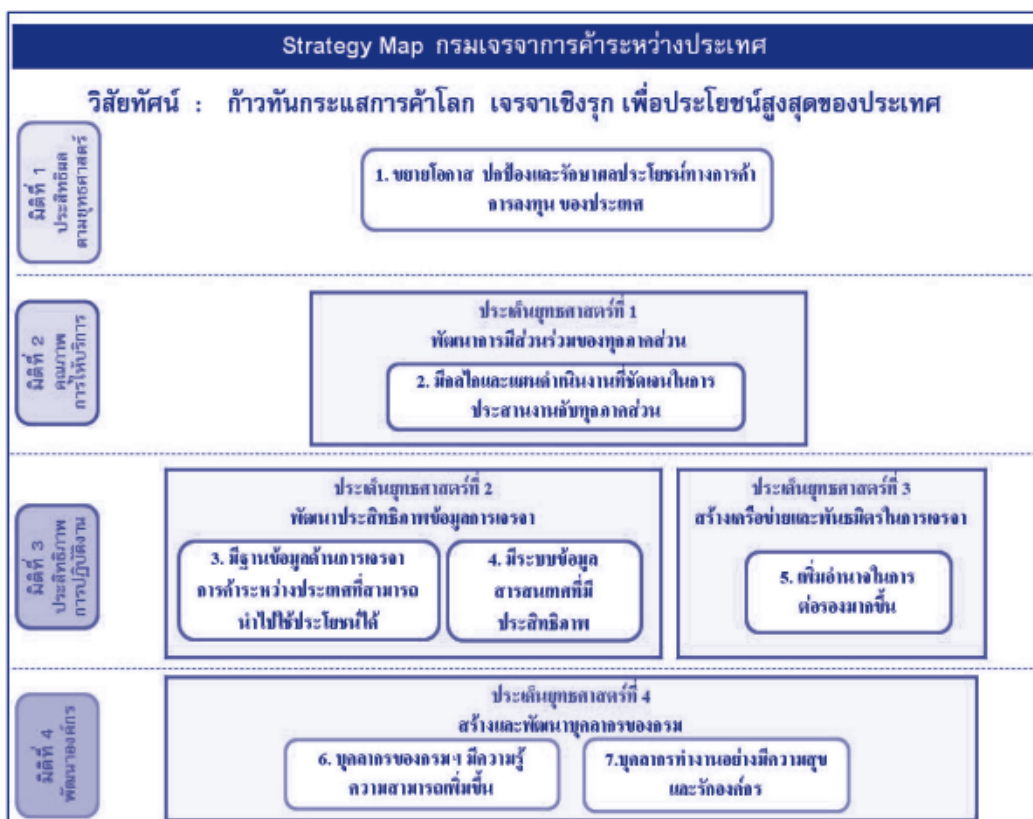 Strategy Map กรมเจรจาการค้าระหว่างประเทศ
วิสัยทัศน์ : ก้าวทันกระแสการค้าโลก เจรจาเชิงรุก เพื่อประโยชน์สูงสุดของประเทศ
มิติที่ 1
ประสิทธิผล
ตามยุทธศาสตร์
1. ขยายโอกาส ปกป้องและรักษาผลประโยชน์ทางการค้า
การลงทุน ของประเทศ
มิติที่ 2
คุณภาพ
การให้บริการ
ประเด็นยุทธศาสตร์ที่ 1
พัฒนาการมีส่วนร่วมของทุกภาคส่วน
2. มีกลไกและแผนดำเนินงานที่ชัดเจนในการ
ประสานงานกับทุกภาคส่วน
มิติที่ 3
ประสิทธิภาพ
การปฏิบัติงาน
ประเด็นยุทธศาสตร์ที่ 2
พัฒนาประสิทธิภาพข้อมูลการเจรจา
3. มีฐานข้อมูลด้านการเจรจา
การค้าระหว่างประเทศที่สามารถ
นำไปใช้ประโยชน์ได้
4. มีระบบข้อมูล
สารสนเทศที่มี
ประสิทธิภาพ
ประเด็นยุทธศาสตร์ที่ 3
สร้างเครือข่ายและพันธมิตรในการเจรจา
5. เพิ่มอำนาจในการ
ต่อรองมากขึ้น
มิติที่ 4
พัฒนาองค์กร
ประเด็นยุทธศาสตร์ที่ 4
สร้างและพัฒนาบุคลากรของกรม
6. บุคลากรของกรมฯ มีความรู้
ความสามารถเพิ่มขึ้น
7.บุคลากรทำงานอย่างมีความสุข
และรักองค์กร